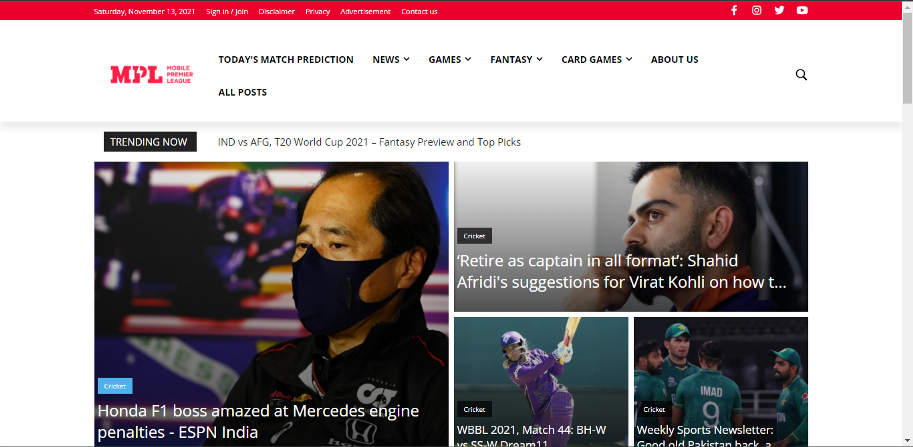 Saturday, November 13, 2021 Sign in / Join Disclaimer Privacy Advertisement Contact us
MPL MOBILE
PREMIER
LEAGUE
TODAY'S MATCH PREDICTION NEWS GAMES FANTASY CARD GAMES ABOUT US
ALL POSTS
TRENDING NOW IND vs AFG, T20 World Cup 2021 – Fantasy Preview and Top Picks
Cricket
Honda F1 boss amazed at Mercedes engine
penalties - ESPN India
Cricket
‘Retire as captain in all format’: Shahid
Afridi's suggestions for Virat Kohli on how t...
Cricket
WBBL 2021, Match 44: BH-W
vs SS-W Dream11
IMAD
9
Cricket
Weekly Sports Newsletter:
Good old Pakistan back, a